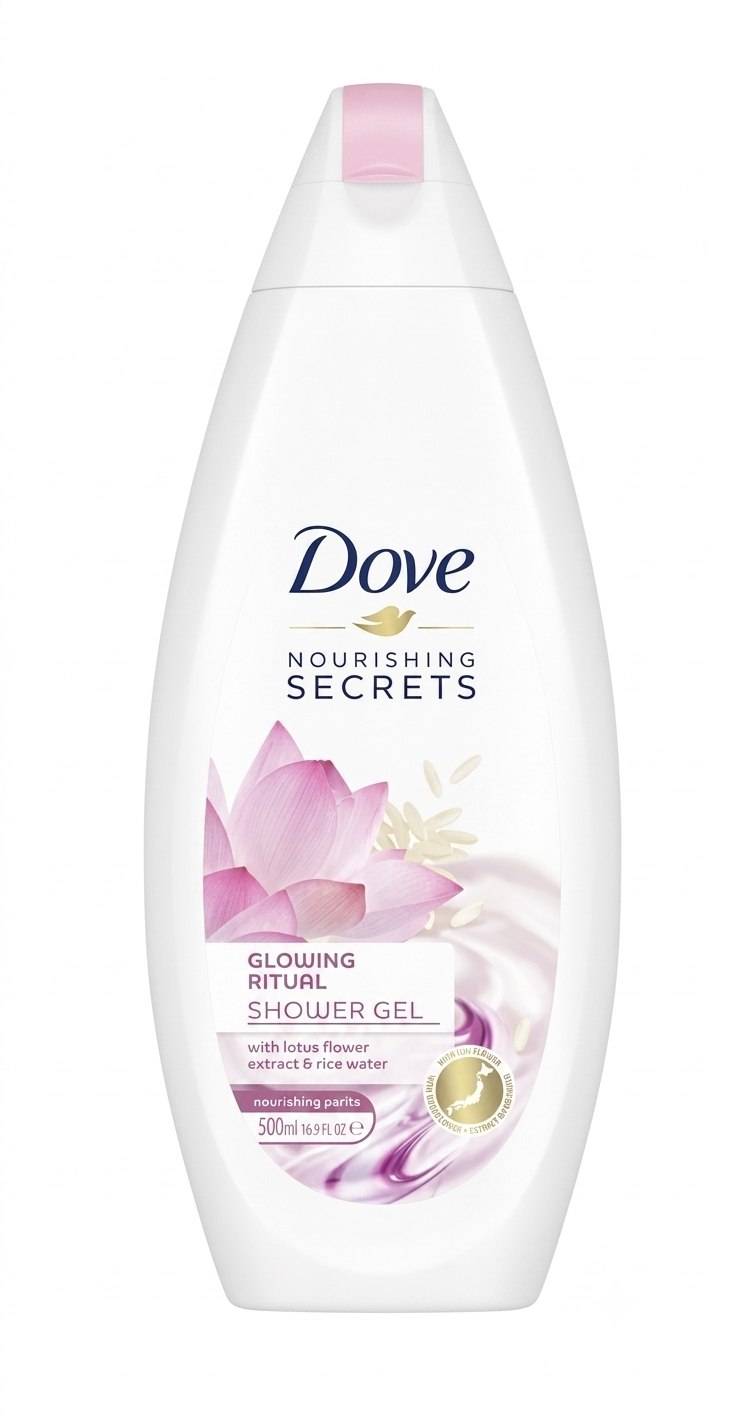 Dove
NOURISHING
SECRETS
GLOWING
RITUAL
SHOWER GEL
with lotus flower
extract & rice water
nourishing parits
500ml 16.9 FL OZ ℮